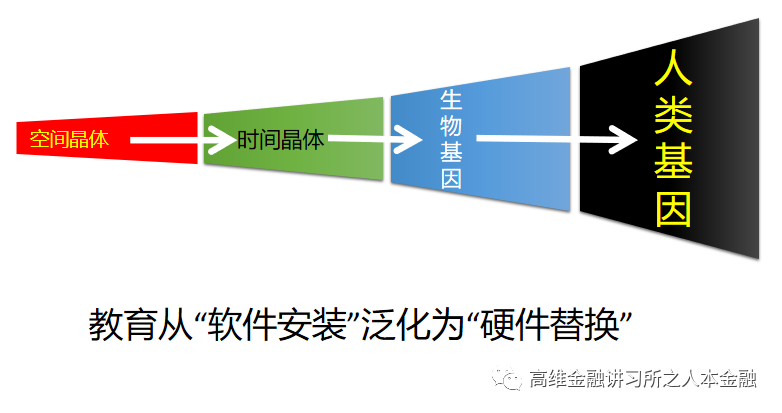 空间晶体
时间晶体
生物基因
人类基因
教育从“软件安装”泛化为“硬件替换”
高维金融讲习所之人本金融